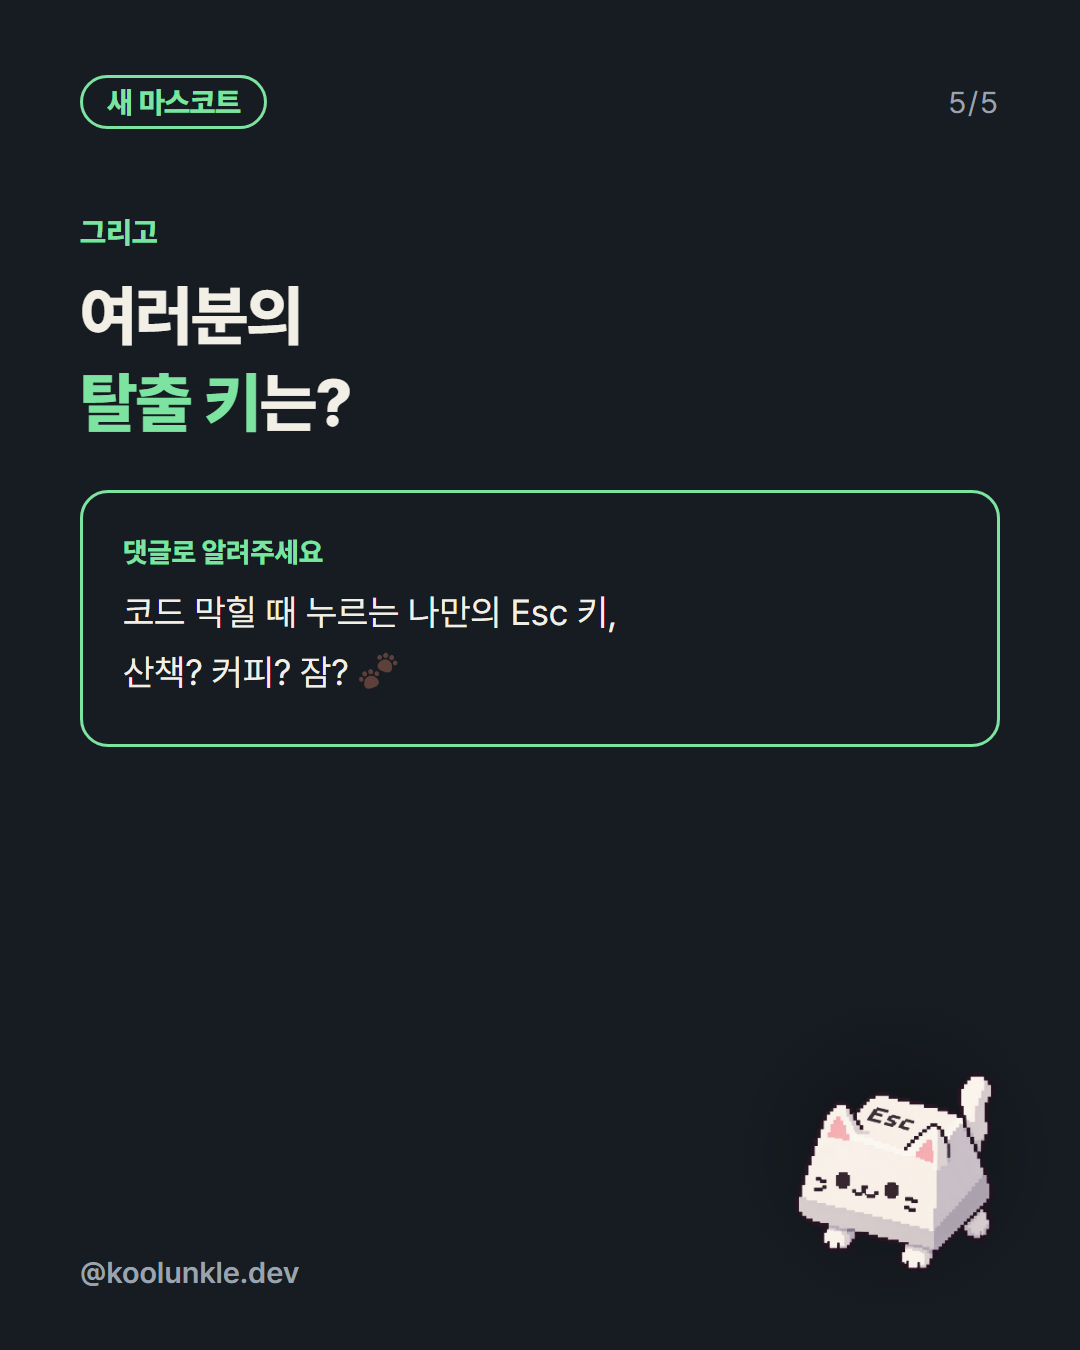 새 마스코트
5/5
그리고
여러분의
탈출 키는?
댓글로 알려주세요
코드 막힐 때 누르는 나만의 Esc 키,
산책? 커피? 잠? 🐾
Esc
@koolunkle.dev